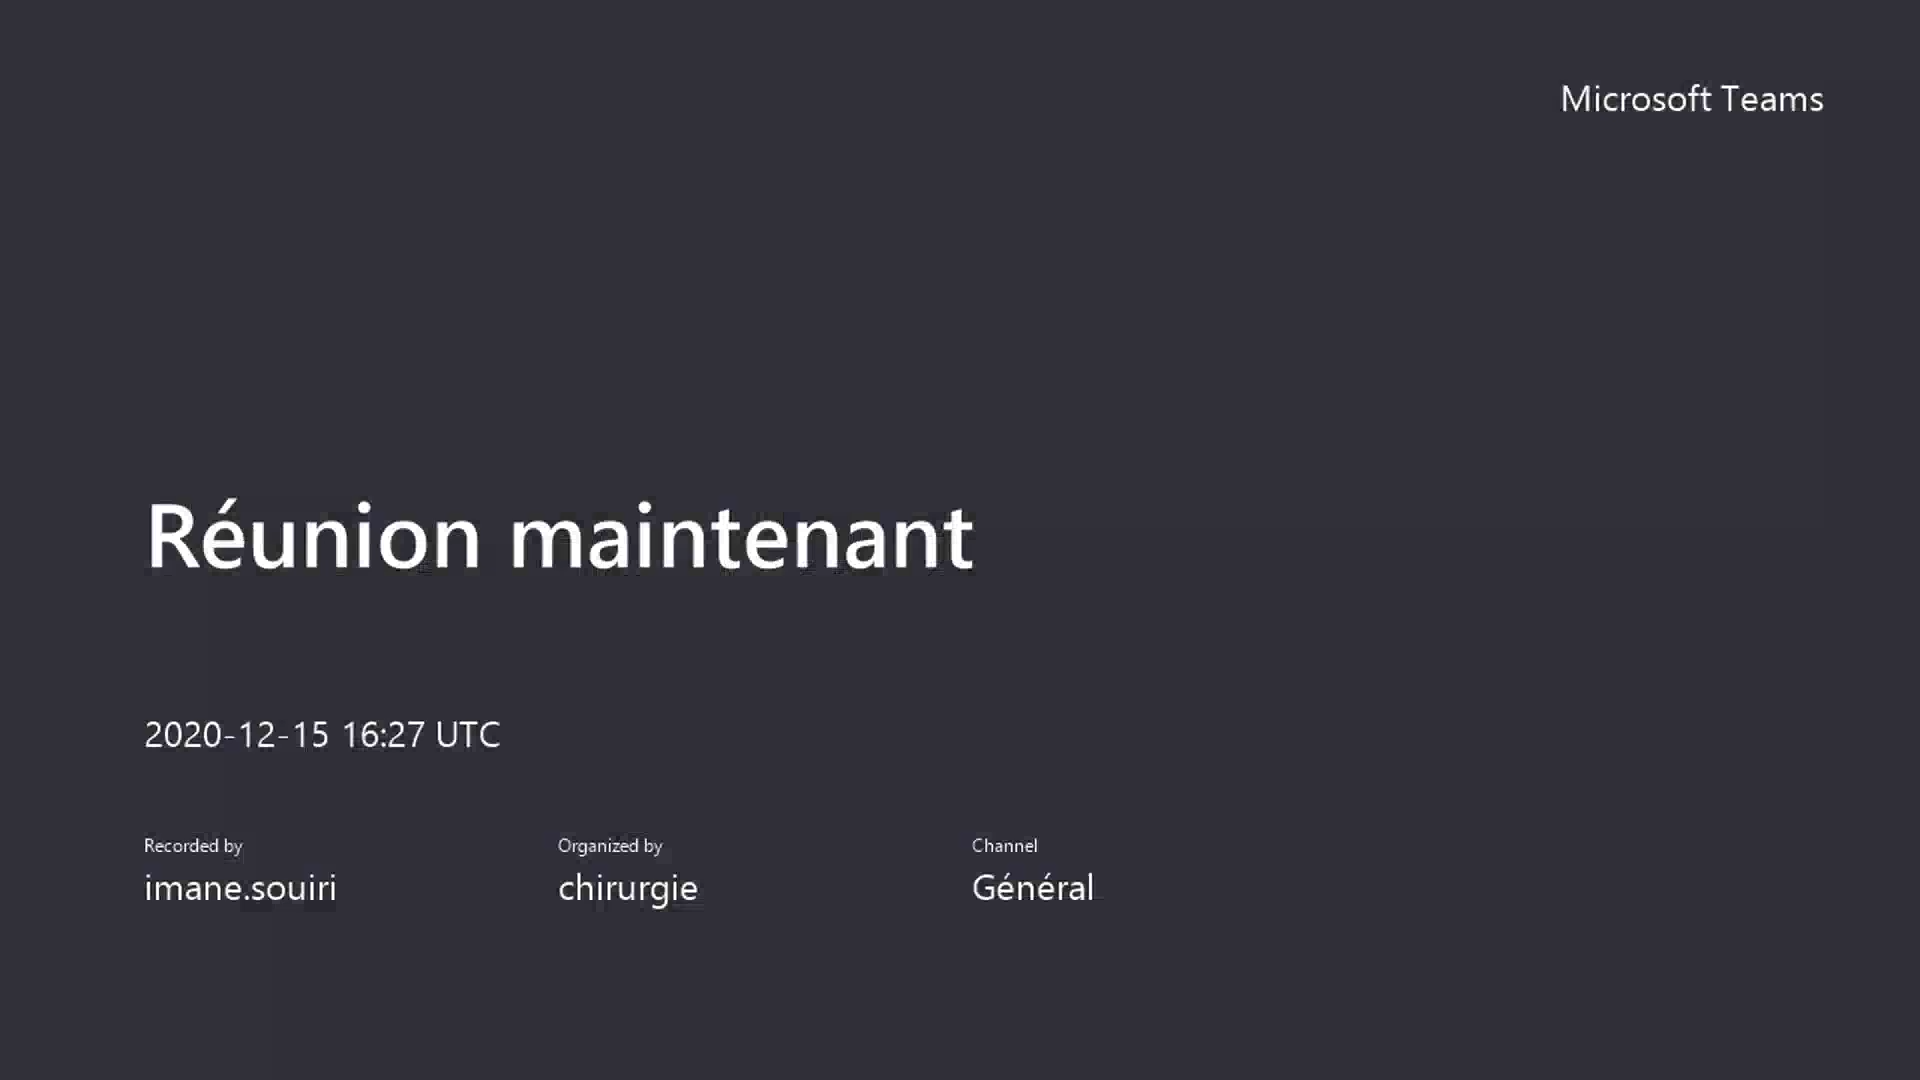 Microsoft Teams
Réunion maintenant
2020-12-15 16:27 UTC
Recorded by
imane.souiri
Organized by
chirurgie
Channel
Général